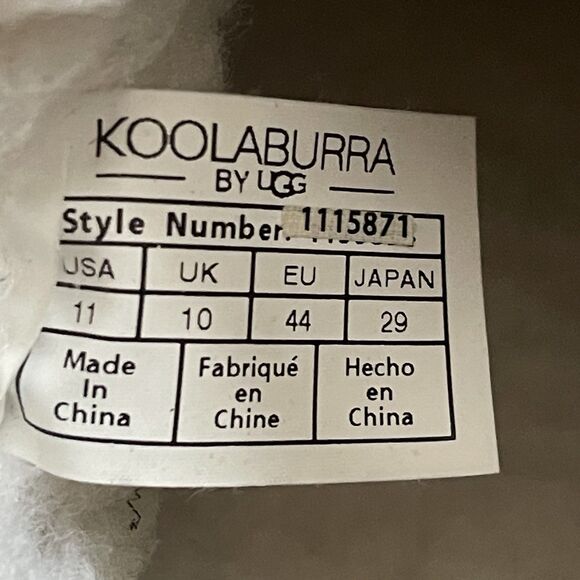 KOOLABURRA
BY UGG
Style Number. 1115871
USA UK EU JAPAN
11 10 44 29
Made Fabriqué Hecho
In en en
China Chine China